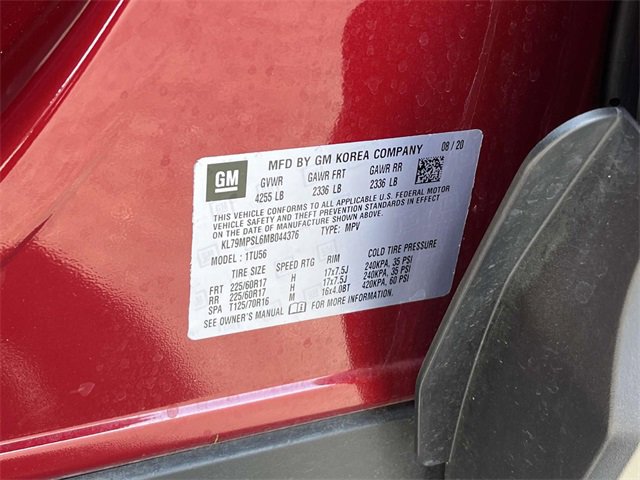 MFD BY GM KOREA COMPANY 08 / 20
GM
GVWR GAWR FRT GAWR RR
4255 LB 2336 LB 2336 LB
THIS VEHICLE CONFORMS TO ALL APPLICABLE U.S. FEDERAL MOTOR
VEHICLE SAFETY AND THEFT PREVENTION STANDARDS IN EFFECT
ON THE DATE OF MANUFACTURE SHOWN ABOVE.
KL79MPSL6MB044376 TYPE: MPV
MODEL : 1TU56
TIRE SIZE SPEED RTG RIM COLD TIRE PRESSURE
FRT 225/60R17 H 17x7.5J 240KPA, 35 PSI
RR 225/60R17 H 17x7.5J 240KPA, 35 PSI
SPA T125/70R16 M 16x4.0BT 420KPA, 60 PSI
SEE OWNER'S MANUAL FOR MORE INFORMATION.